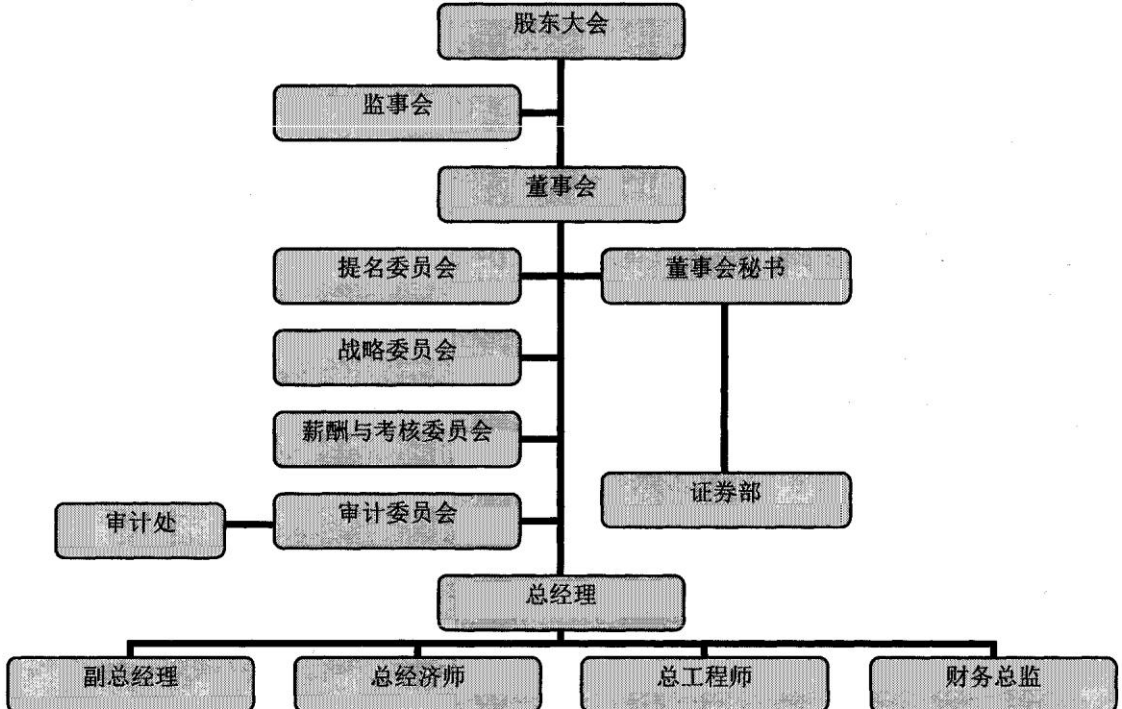 股东大会
监事会
董事会
提名委员会
董事会秘书
战略委员会
薪酬与考核委员会
证券部
审计委员会
审计处
总经理
副总经理
总经济师
总工程师
财务总监